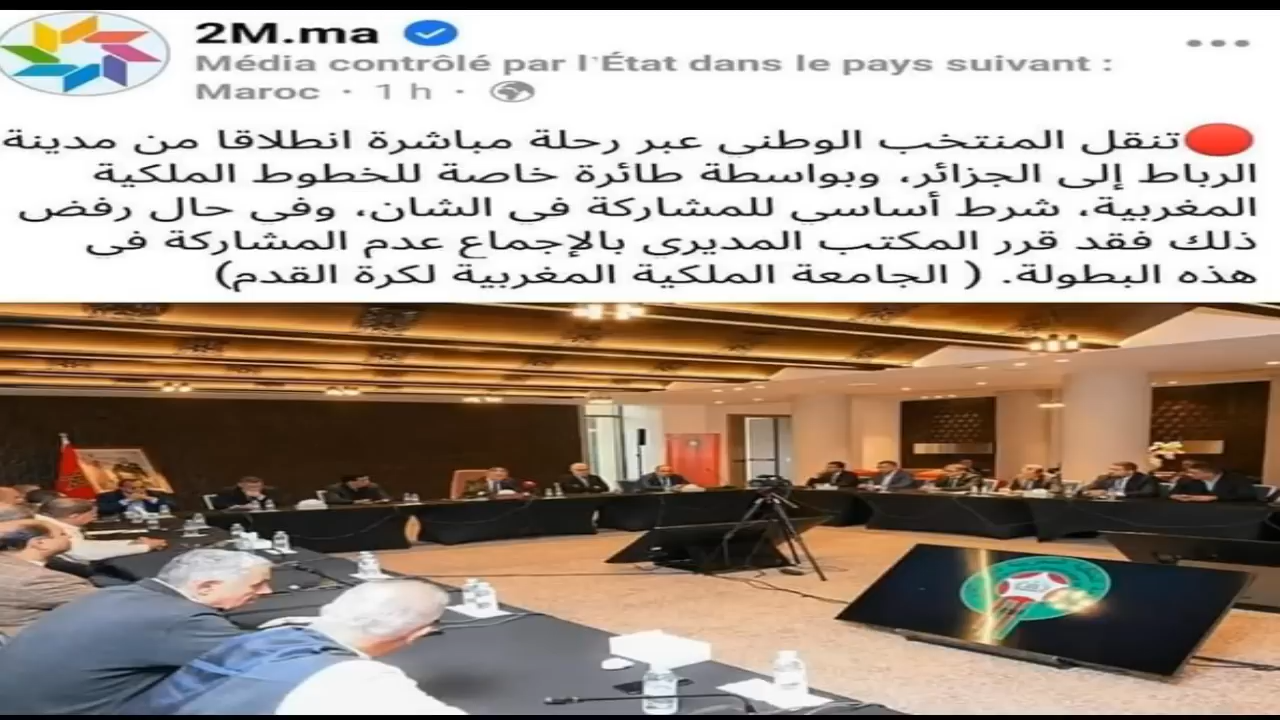 2M.ma
Média contrôlé par l'État dans le pays suivant :
Maroc · 1 h ·
تنقل المنتخب الوطني عبر رحلة مباشرة انطلاقا من مدينة
الرباط إلى الجزائر، وبواسطة طائرة خاصة للخطوط الملكية
المغربية، شرط أساسي للمشاركة في الشان، وفي حال رفض
ذلك فقد قرر المكتب المديري بالإجماع عدم المشاركة في
هذه البطولة. ( الجامعة الملكية المغربية لكرة القدم)